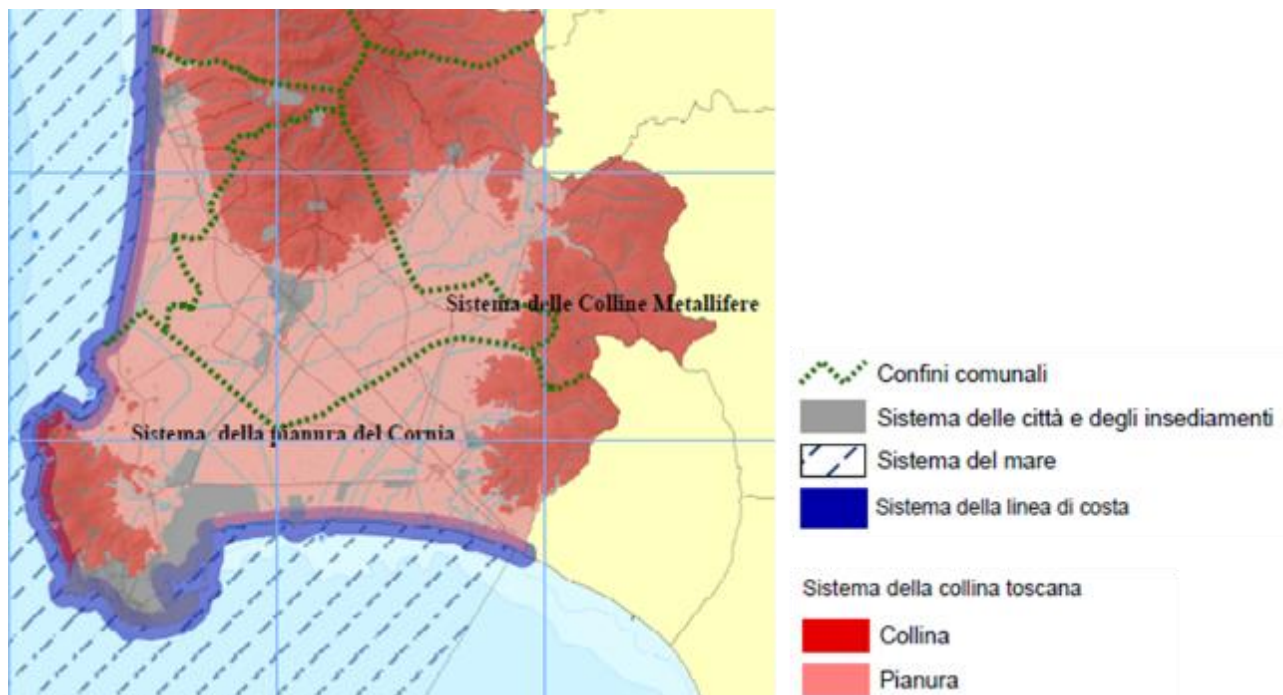 Sistema delle Colline Metallifere
Sistema della pianura del Cornia
Confini comunali
Sistema delle città e degli insediamenti
Sistema del mare
Sistema della linea di costa
Sistema della collina toscana
Collina
Pianura